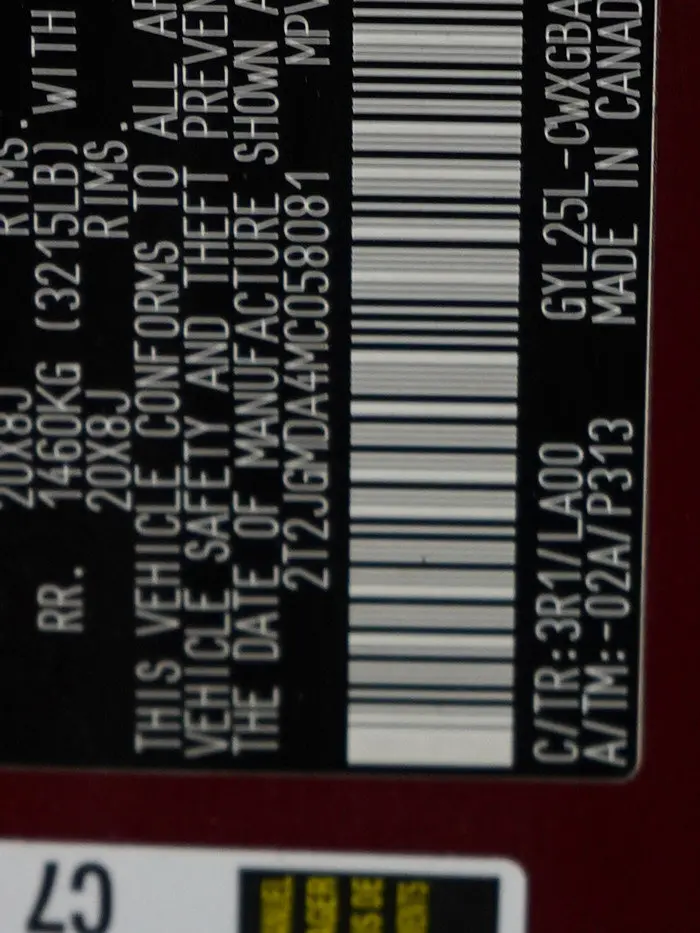 20X8J RIMS.
RR. 1460KG (3215LB) WITH
20X8J RIMS.
THIS VEHICLE CONFORMS TO ALL
VEHICLE SAFETY AND THEFT
THE DATE OF MANUFACTURE SHOWN
2T2JGMDA4MC058081 MPV
C/TR:3R1/LA00 GYL25L-CWXGBA
A/TM:-02A/P313 MADE IN CANAD
C7